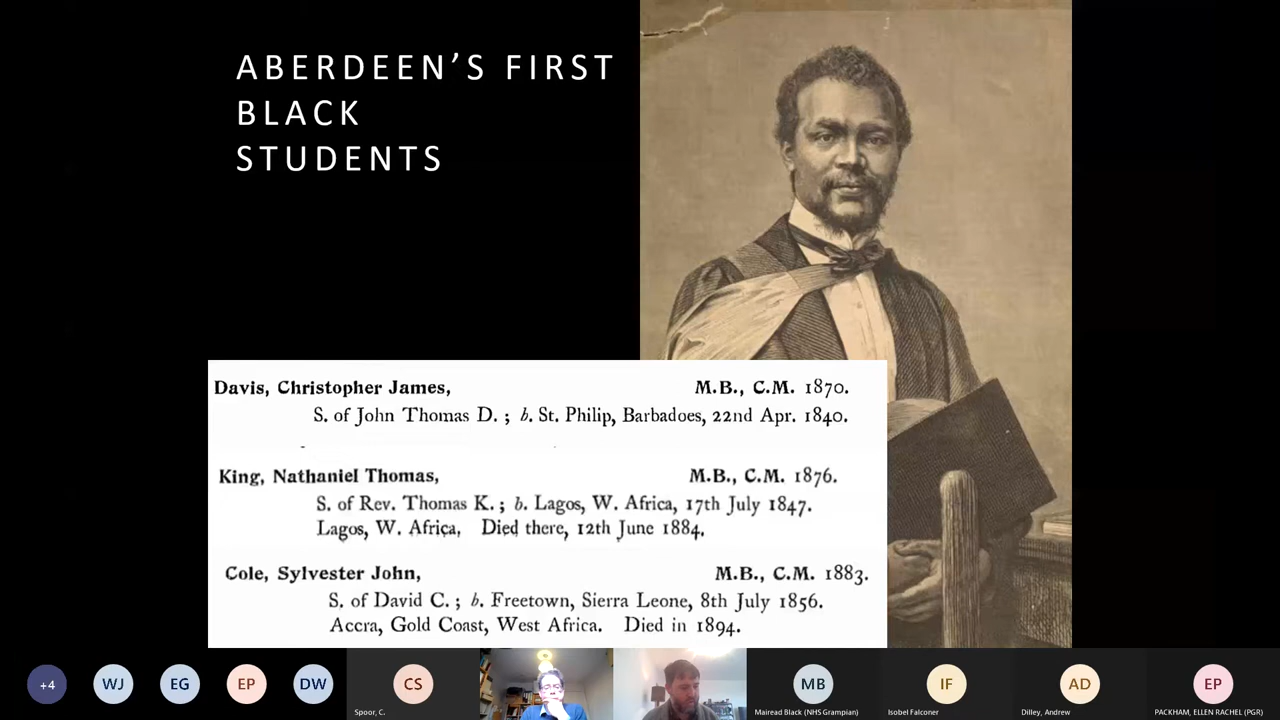 ABERDEEN'S FIRST
BLACK
STUDENTS
Davis, Christopher James, M.B., C.M. 1870.
S. of John Thomas D. ; b. St. Philip, Barbadoes, 22nd Apr. 1840.
King, Nathaniel Thomas, M.B., C.M. 1876.
S. of Rev. Thomas K. ; b. Lagos, W. Africa, 17th July 1847.
Lagos, W. Africa. Died there, 12th June 1884.
Cole, Sylvester John, M.B., C.M. 1883.
S. of David C. ; b. Freetown, Sierra Leone, 8th July 1856.
Accra, Gold Coast, West Africa. Died in 1894.
+4 WJ EG EP DW CS MB IF AD EP
Spoor, C. Mairead Black (NHS Grampian) Isobel Falconer Dilley, Andrew PACKHAM, ELLEN RACHEL (PGR)